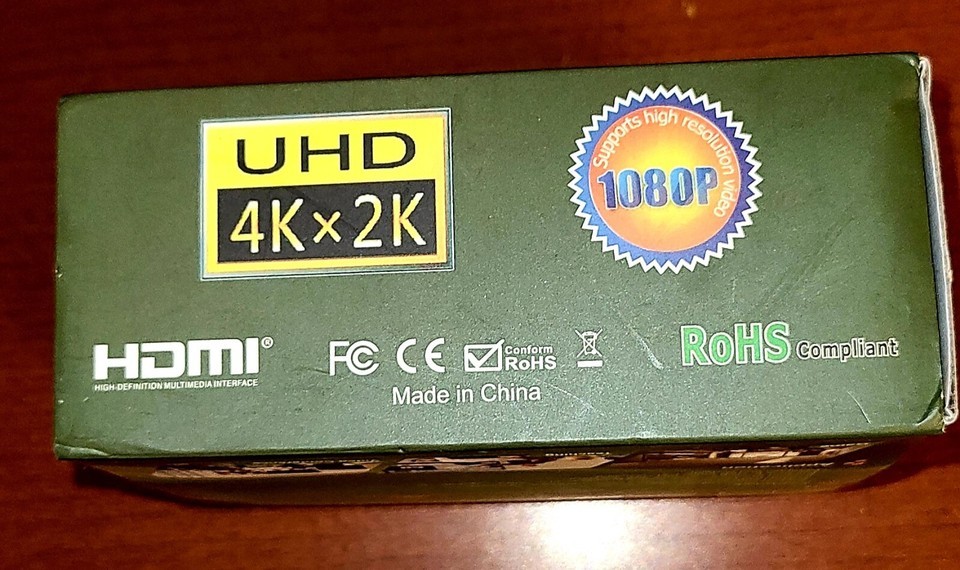 UHD
4K×2K
Supports high resolution video
1080P
HDMI®
HIGH-DEFINITION MULTIMEDIA INTERFACE
FC CE Conform
RoHS
RoHS Compliant
Made in China